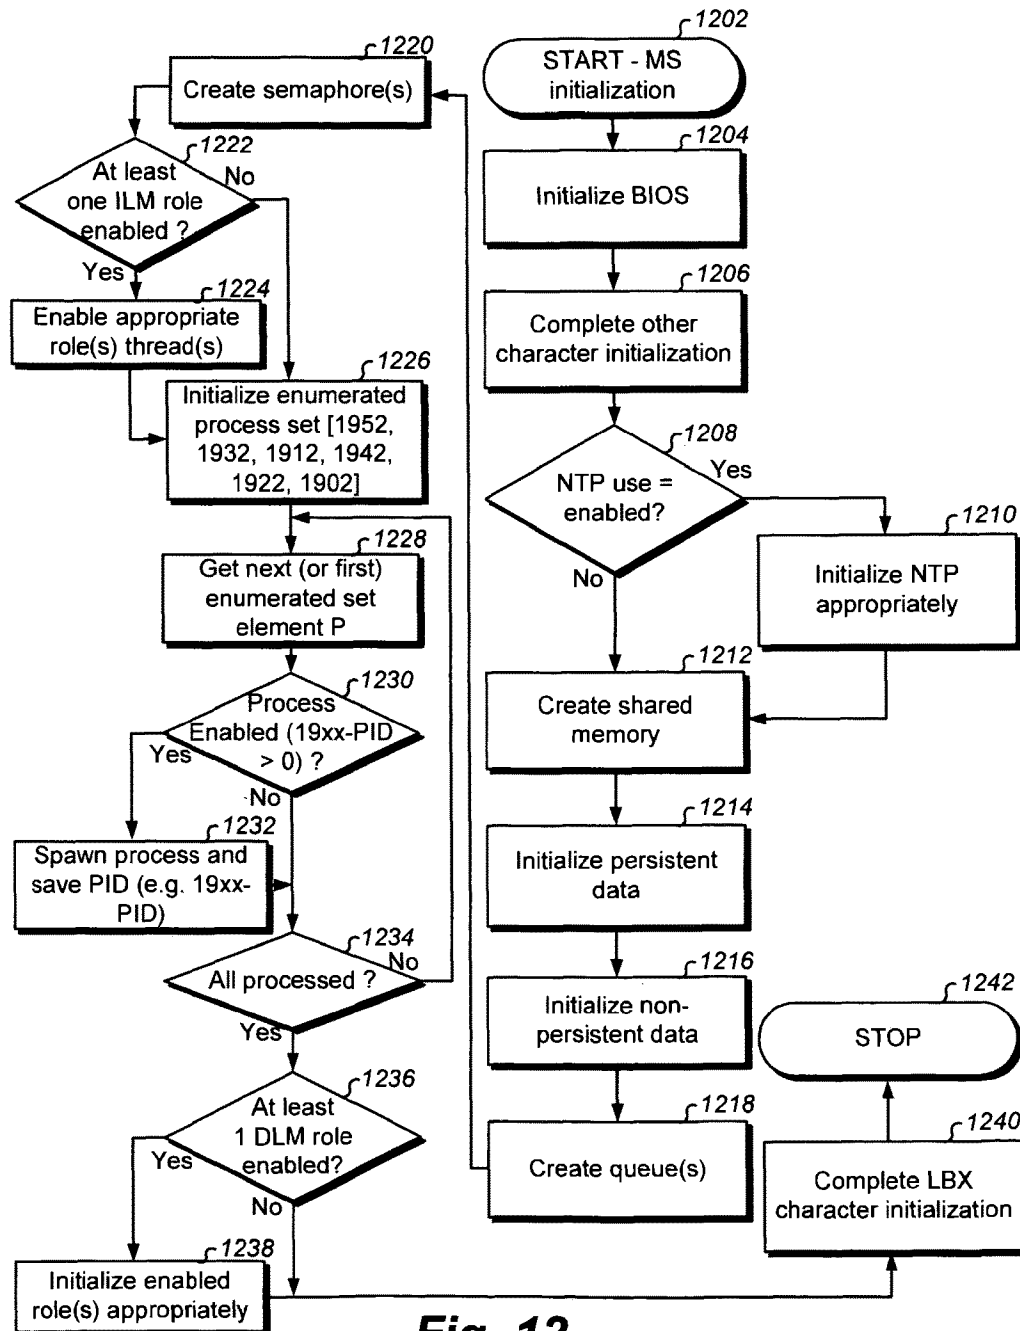 1202
START - MS
initialization
1204
Initialize BIOS
1206
Complete other
character initialization
1208
NTP use =
enabled?
Yes
No
1210
Initialize NTP
appropriately
1212
Create shared
memory
1214
Initialize persistent
data
1216
Initialize non-
persistent data
1218
Create queue(s)
1220
Create semaphore(s)
1222
At least
one ILM role
enabled ?
No
Yes
1224
Enable appropriate
role(s) thread(s)
1226
Initialize enumerated
process set [1952,
1932, 1912, 1942,
1922, 1902]
1228
Get next (or first)
enumerated set
element P
1230
Process
Enabled (19xx-PID
> 0) ?
Yes
No
1232
Spawn process and
save PID (e.g. 19xx-
PID)
1234
All processed ?
No
Yes
1236
At least
1 DLM role
enabled?
Yes
No
1238
Initialize enabled
role(s) appropriately
1240
Complete LBX
character initialization
1242
STOP
Fig. 12